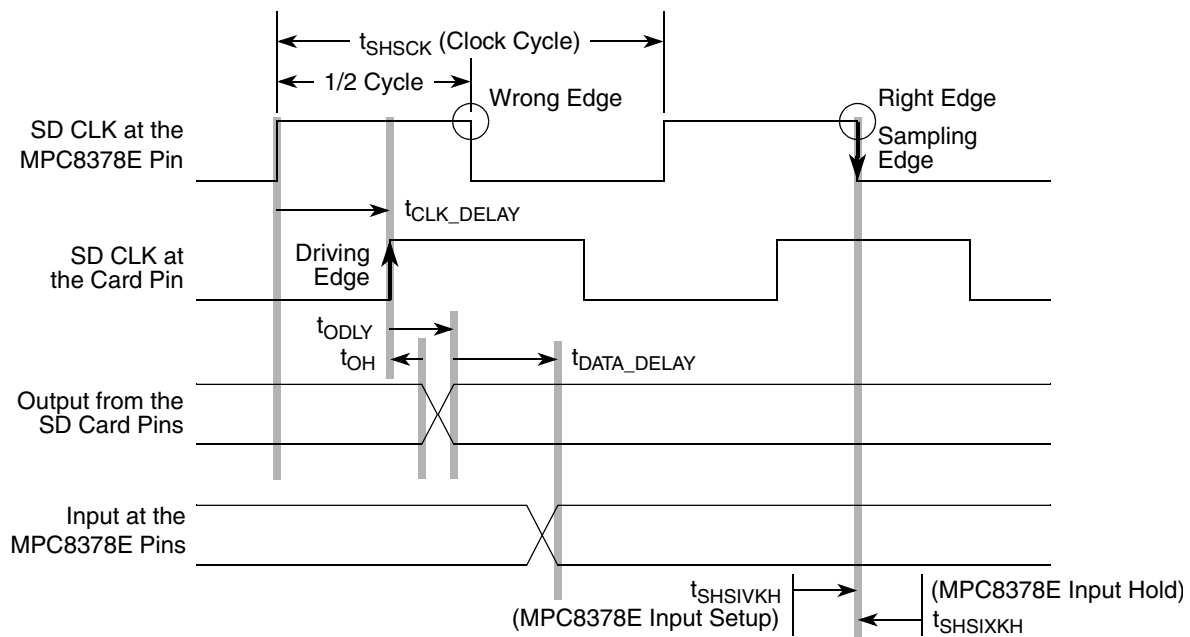 tSHSCK (Clock Cycle)
1/2 Cycle
Wrong Edge
Right Edge
SD CLK at the
MPC8378E Pin
Sampling
Edge
tCLK_DELAY
SD CLK at
the Card Pin
Driving
Edge
tODLY
tOH
tDATA_DELAY
Output from the
SD Card Pins
Input at the
MPC8378E Pins
tSHSIVKH
(MPC8378E Input Setup)
(MPC8378E Input Hold)
tSHSIXKH